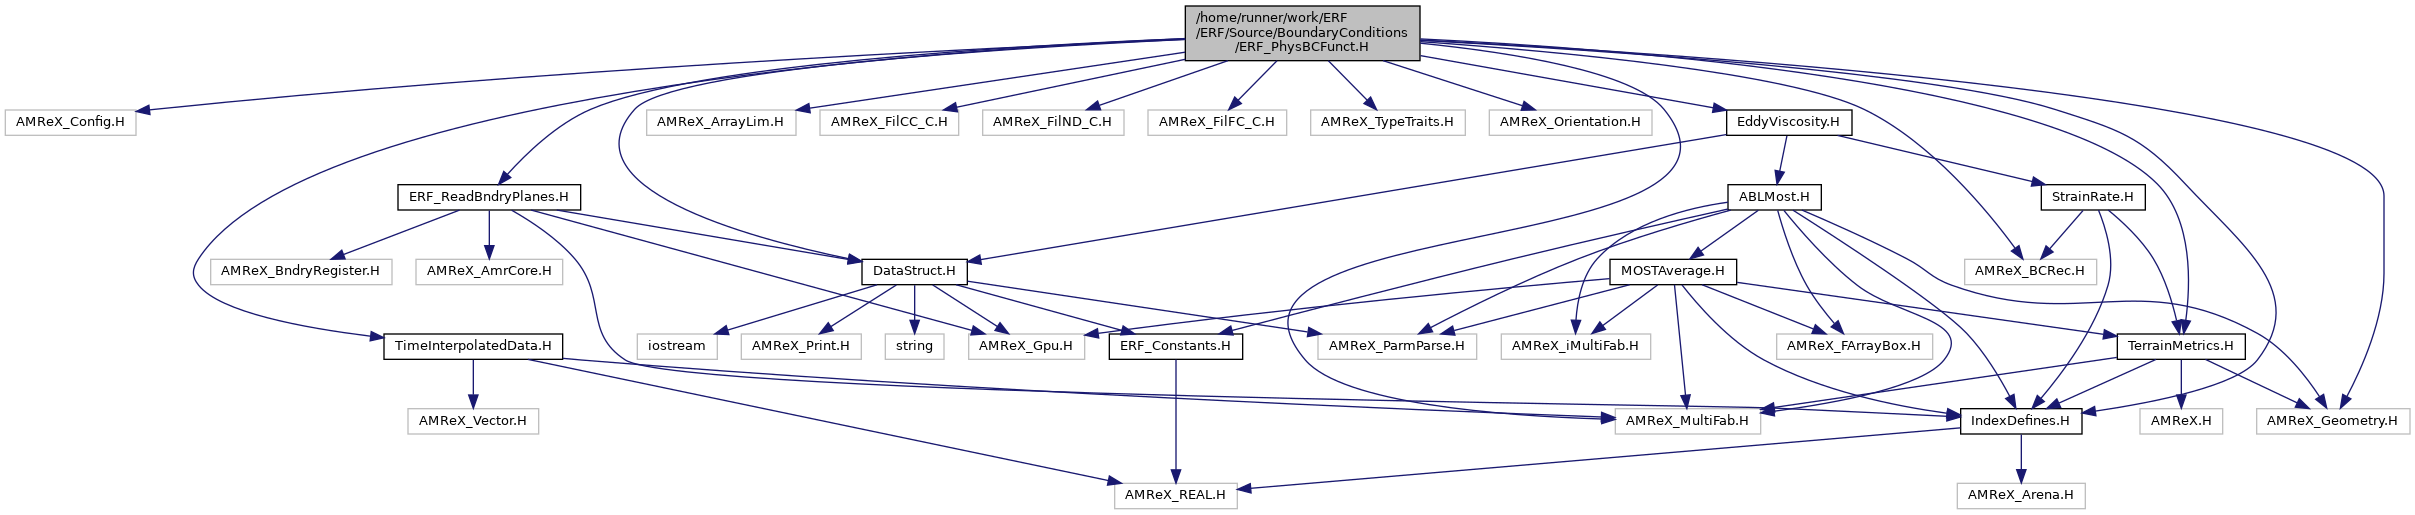 /home/runner/work/ERF
/ERF/Source/BoundaryConditions
/ERF_PhysBCFunct.H
AMReX_Config.H
AMReX_ArrayLim.H
AMReX_FilCC_C.H
AMReX_FilND_C.H
AMReX_FilFC_C.H
AMReX_TypeTraits.H
AMReX_Orientation.H
EddyViscosity.H
ERF_ReadBndryPlanes.H
ABLMost.H
StrainRate.H
AMReX_BndryRegister.H
AMReX_AmrCore.H
DataStruct.H
MOSTAverage.H
AMReX_BCRec.H
TimeInterpolatedData.H
iostream
AMReX_Print.H
string
AMReX_Gpu.H
ERF_Constants.H
AMReX_ParmParse.H
AMReX_iMultiFab.H
AMReX_FArrayBox.H
TerrainMetrics.H
AMReX_Vector.H
AMReX_MultiFab.H
IndexDefines.H
AMReX.H
AMReX_Geometry.H
AMReX_REAL.H
AMReX_Arena.H